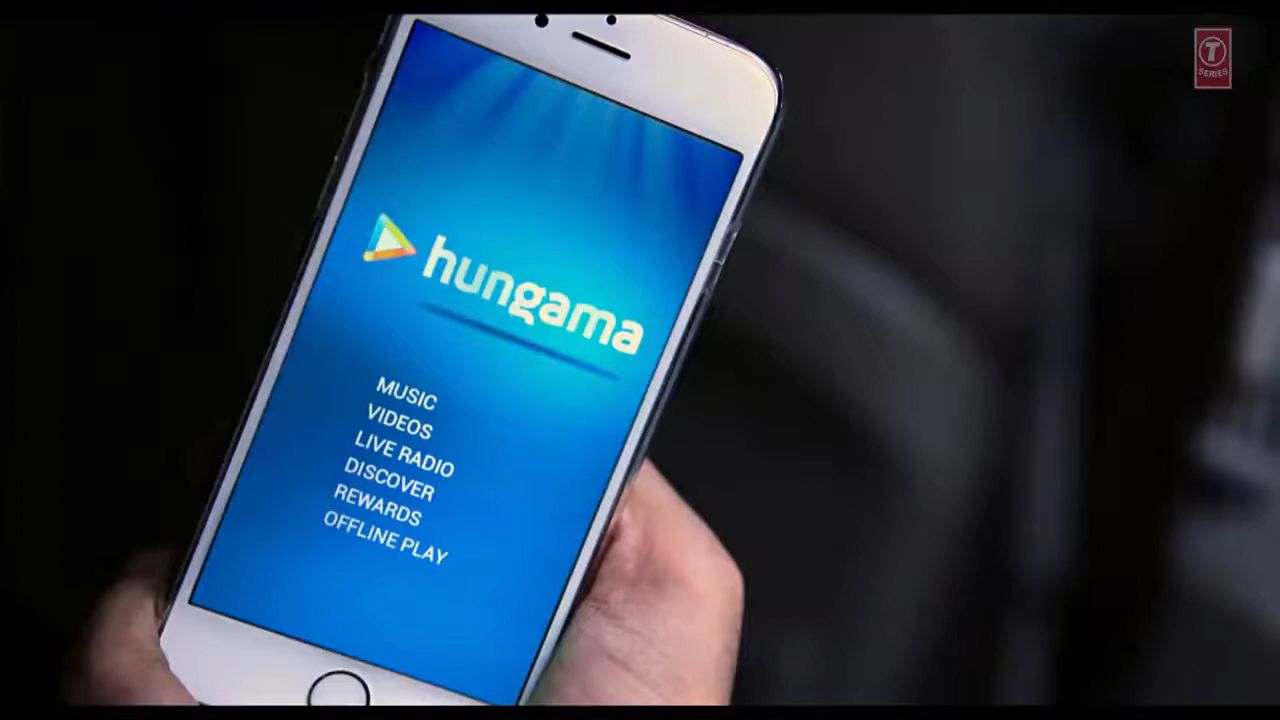 T
SERIES
hungama
MUSIC
VIDEOS
LIVE RADIO
DISCOVER
REWARDS
OFFLINE PLAY